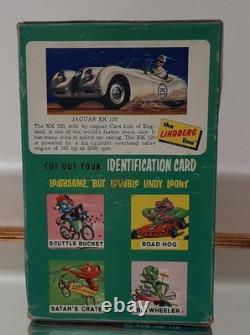 25
JAGUAR XK 120
THE XK 120, sold by Jaguar Cars Ltd. of Eng-
land, is one of the world's fastest stock cars. It
has many wins in sports car racing. The XK 120
is powered by a six cylinder overhead valve
engine of 160 hp at 5000 rpm.
the
LINDBERG
line
CUT OUT YOUR IDENTIFICATION CARD
LOATHSOME, BUT LOVABLE LINDY LOONY
SCUTTLE BUCKET
ROAD HOG
SATAN'S CRATE
WHEELER